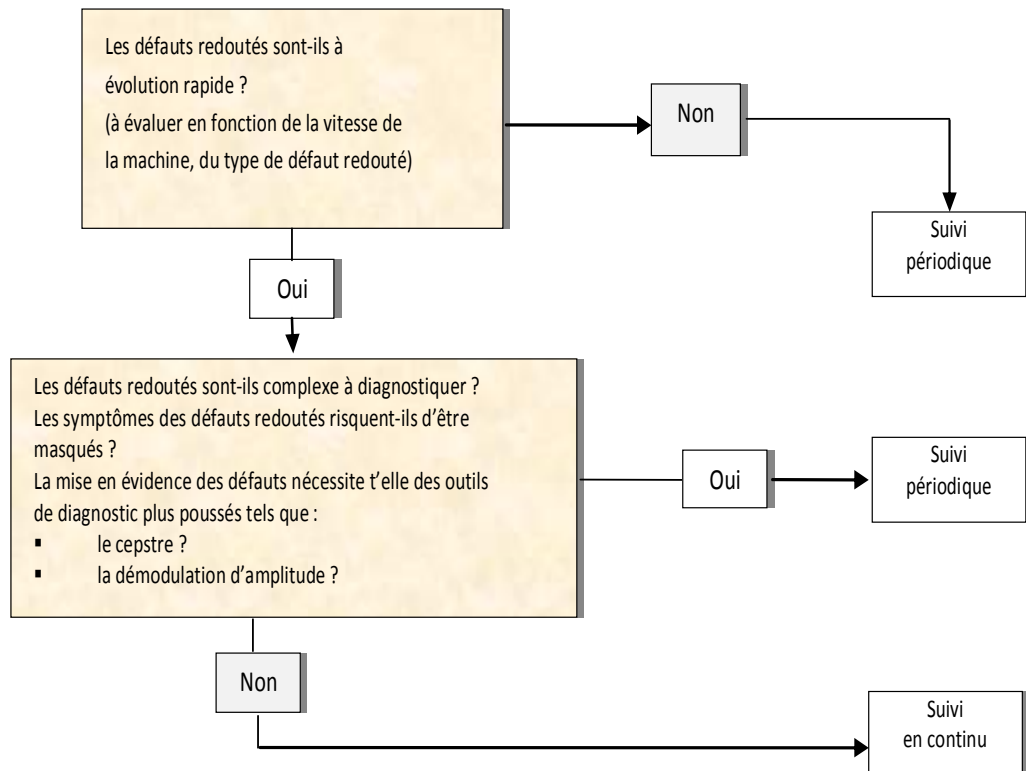 Les défauts redoutés sont-ils à
évolution rapide ?
(à évaluer en fonction de la vitesse de
la machine, du type de défaut redouté)
Non
Suivi
périodique
Oui
Les défauts redoutés sont-ils complexe à diagnostiquer ?
Les symptômes des défauts redoutés risquent-ils d’être
masqués ?
La mise en évidence des défauts nécessite t’elle des outils
de diagnostic plus poussés tels que :
▪ le cepstre ?
▪ la démodulation d’amplitude ?
Oui
Suivi
périodique
Non
Suivi
en continu